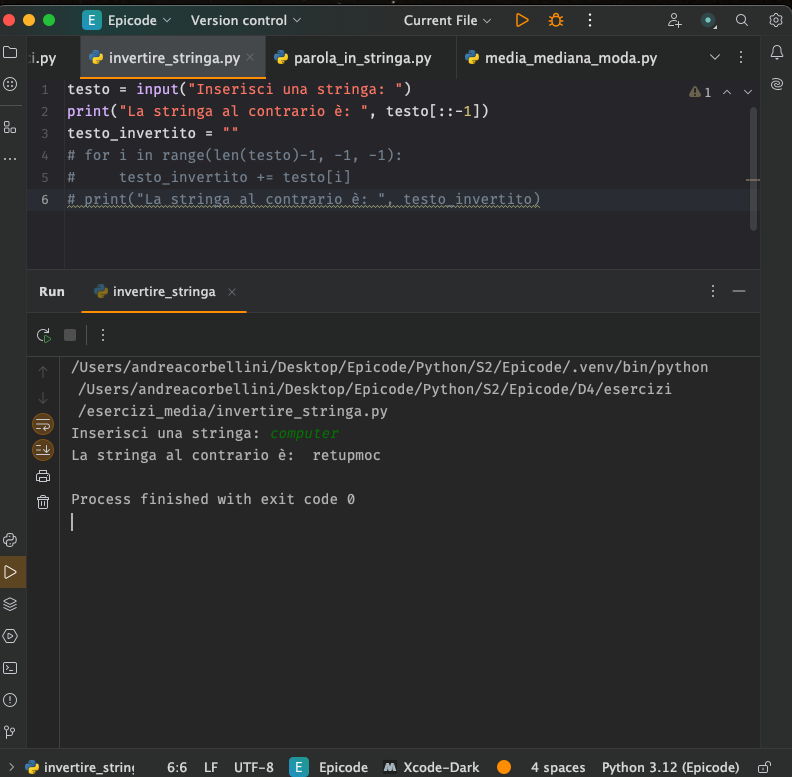 E Epicode Version control Current File
ci.py invertire_stringa.py parola_in_stringa.py media_mediana_moda.py
1 testo = input("Inserisci una stringa: ") 1
2 print("La stringa al contrario è: ", testo[::-1])
3 testo_invertito = ""
4 # for i in range(len(testo)-1, -1, -1):
5 #     testo_invertito += testo[i]
6 # print("La stringa al contrario è: ", testo_invertito)
Run invertire_stringa
/Users/andreacorbellini/Desktop/Epicode/Python/S2/Epicode/.venv/bin/python
/Users/andreacorbellini/Desktop/Epicode/Python/S2/Epicode/D4/esercizi
/esercizi_media/invertire_stringa.py
Inserisci una stringa: computer
La stringa al contrario è:  retupmoc
Process finished with exit code 0
invertire_string 6:6 LF UTF-8 E Epicode Xcode-Dark 4 spaces Python 3.12 (Epicode)